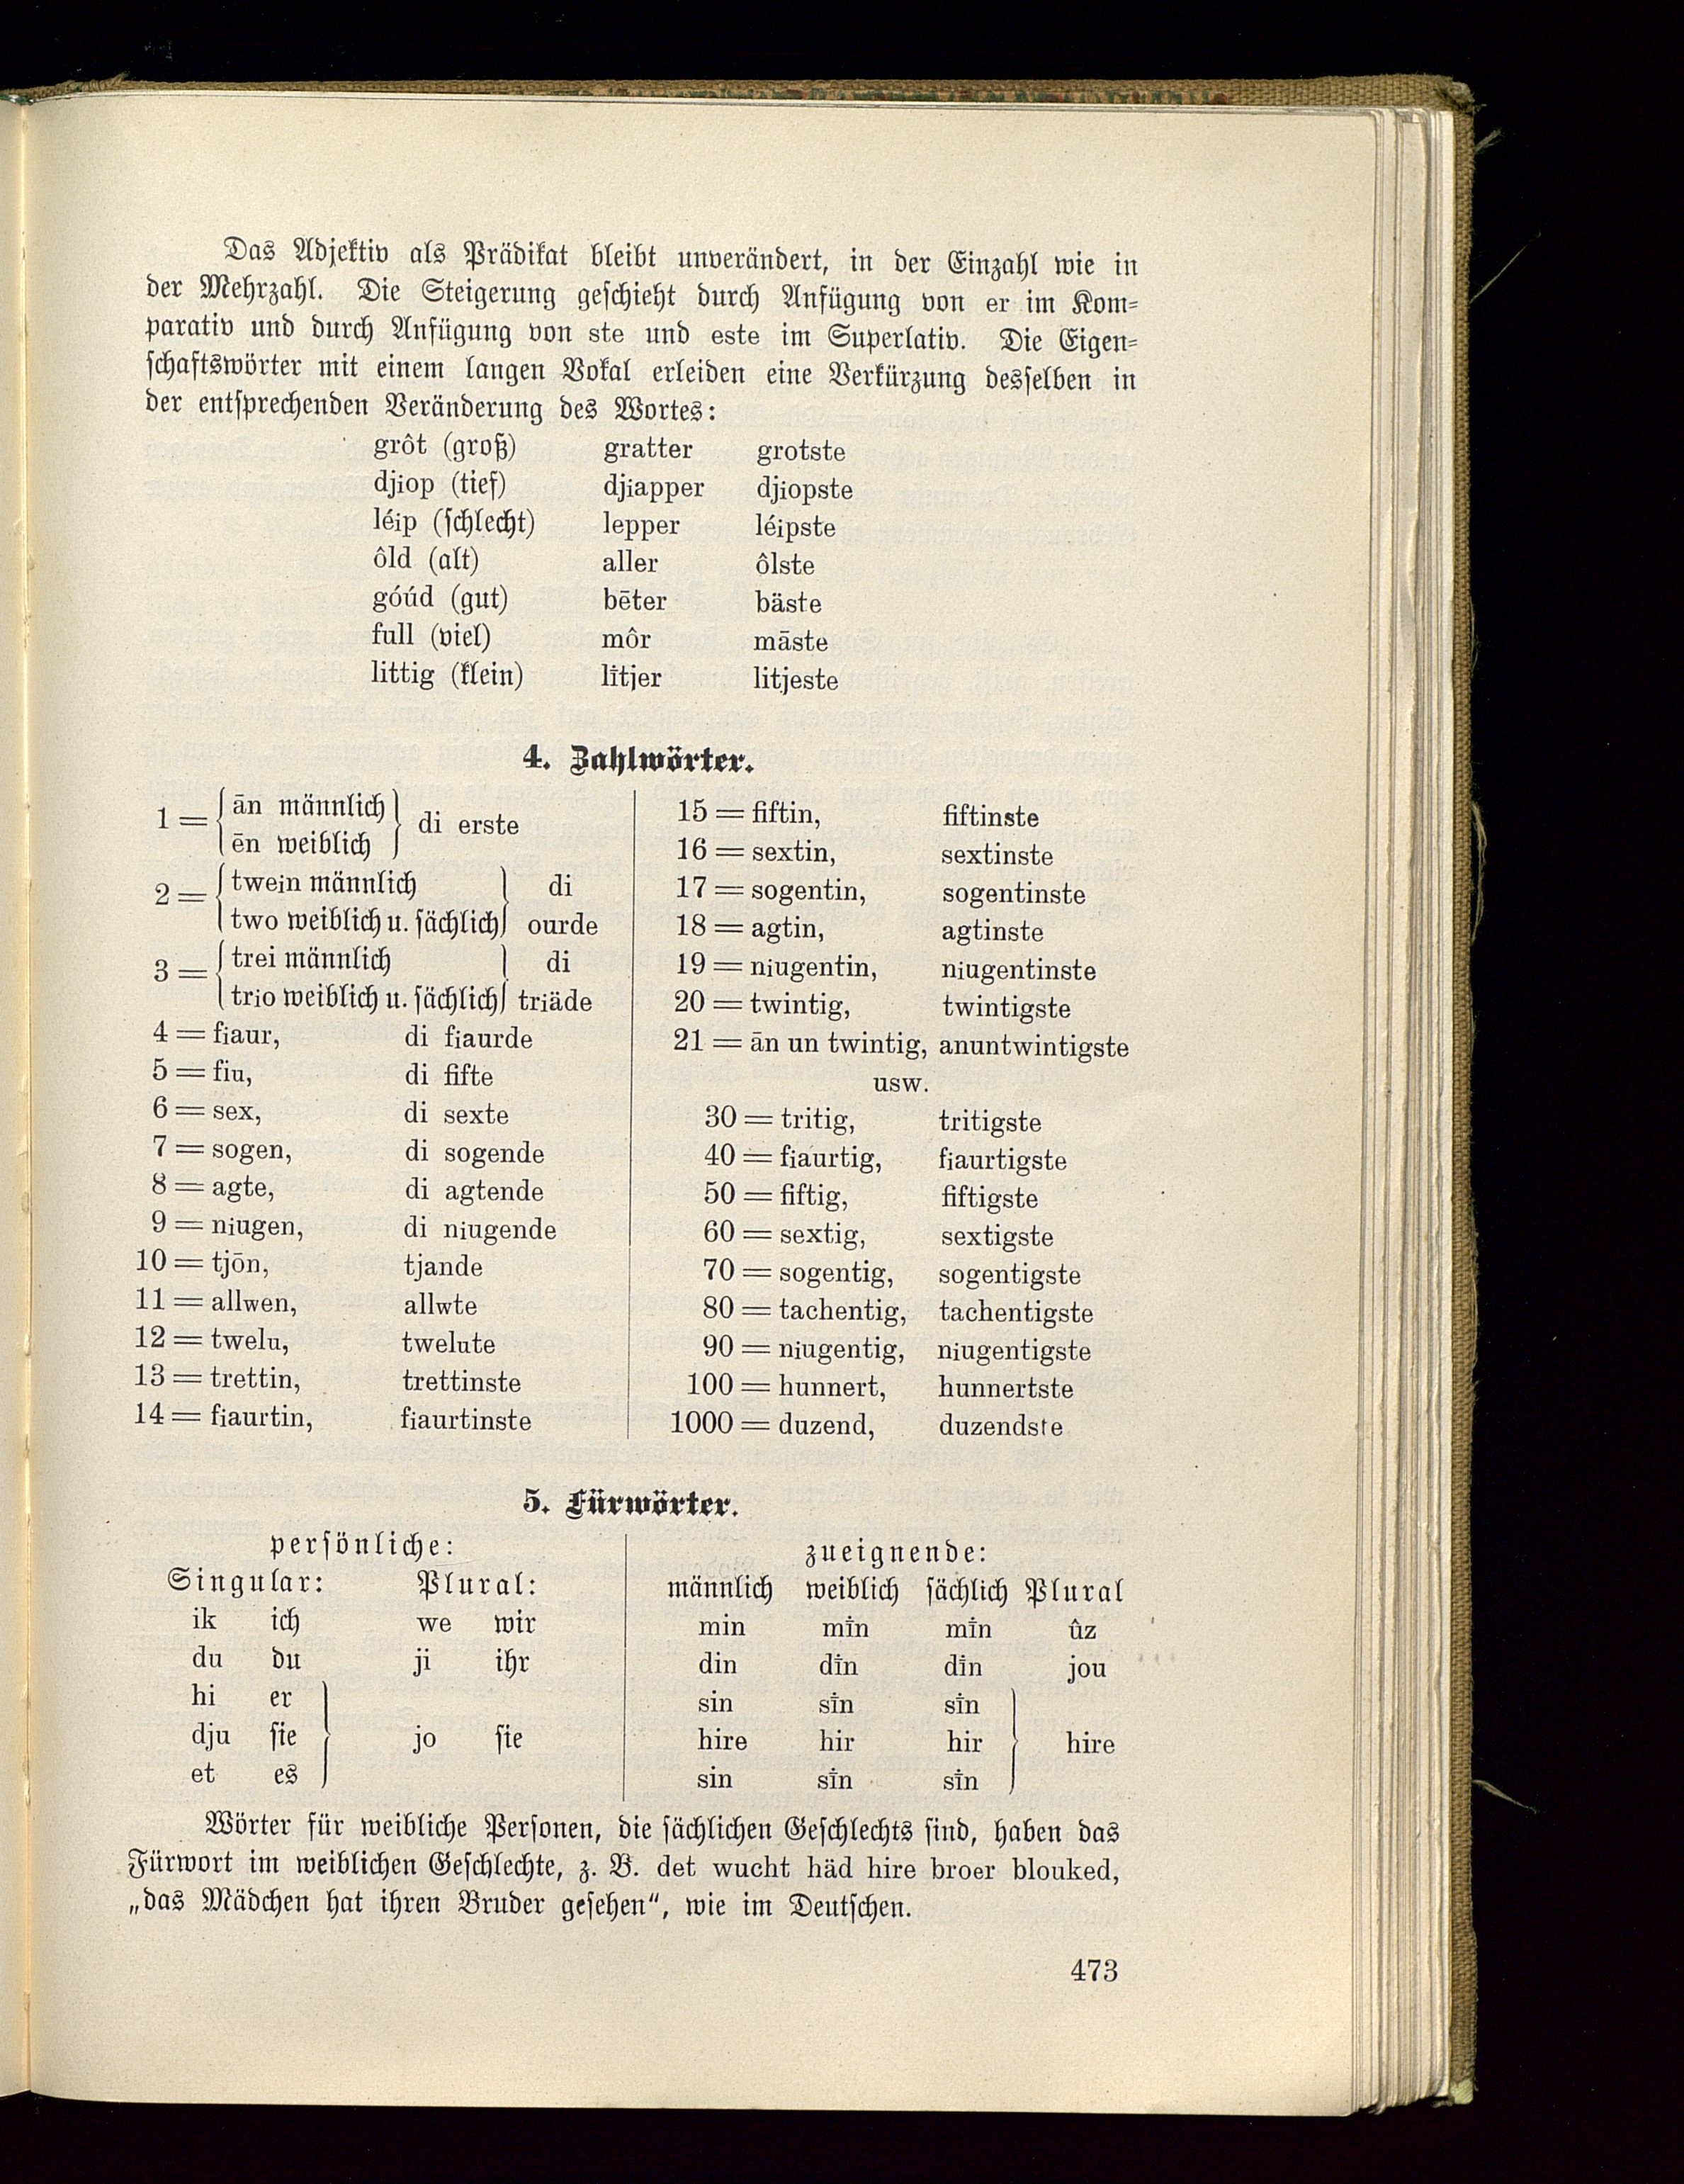 Das Adjektiv als Prädikat bleibt unverändert, in der Einzahl wie in
der Mehrzahl. Die Steigerung geschieht durch Anfügung von er im Kom-
parativ und durch Anfügung von ste und este im Superlativ. Die Eigen-
schaftswörter mit einem langen Vokal erleiden eine Verkürzung desselben in
der entsprechenden Veränderung des Wortes:
grôt (groß) gratter grotste
djiop (tief) djiapper djiopste
léip (schlecht) lepper léipste
ôld (alt) aller ôlste
góúd (gut) bēter bäste
full (viel) môr māste
littig (klein) lītjer litjeste
4. Zahlwörter.
1 = { ān männlich } di erste
{ ēn weiblich }
2 = { twein männlich } di
{ two weiblich u. sächlich } ourde
3 = { trei männlich } di
{ trio weiblich u. sächlich } triäde
4 = fiaur, di fiaurde
5 = fiu, di fifte
6 = sex, di sexte
7 = sogen, di sogende
8 = agte, di agtende
9 = niugen, di niugende
10 = tjōn, tjande
11 = allwen, allwte
12 = twelu, twelute
13 = trettin, trettinste
14 = fiaurtin, fiaurtinste
15 = fiftin, fiftinste
16 = sextin, sextinste
17 = sogentin, sogentinste
18 = agtin, agtinste
19 = niugentin, niugentinste
20 = twintig, twintigste
21 = ān un twintig, anuntwintigste
usw.
30 = tritig, tritigste
40 = fiaurtig, fiaurtigste
50 = fiftig, fiftigste
60 = sextig, sextigste
70 = sogentig, sogentigste
80 = tachentig, tachentigste
90 = niugentig, niugentigste
100 = hunnert, hunnertste
1000 = duzend, duzendste
5. Fürwörter.
persönliche:
Singular: Plural:
ik ich we wir
du du ji ihr
hi er
dju sie } jo sie
et es
zueignende:
männlich weiblich sächlich Plural
min mīn mīn ûz
din dīn dīn jou
sin sīn sīn
hire hir hir } hire
sin sīn sīn
Wörter für weibliche Personen, die sächlichen Geschlechts sind, haben das
Fürwort im weiblichen Geschlechte, z. B. det wucht häd hire broer blouked,
„das Mädchen hat ihren Bruder gesehen“, wie im Deutschen.
473